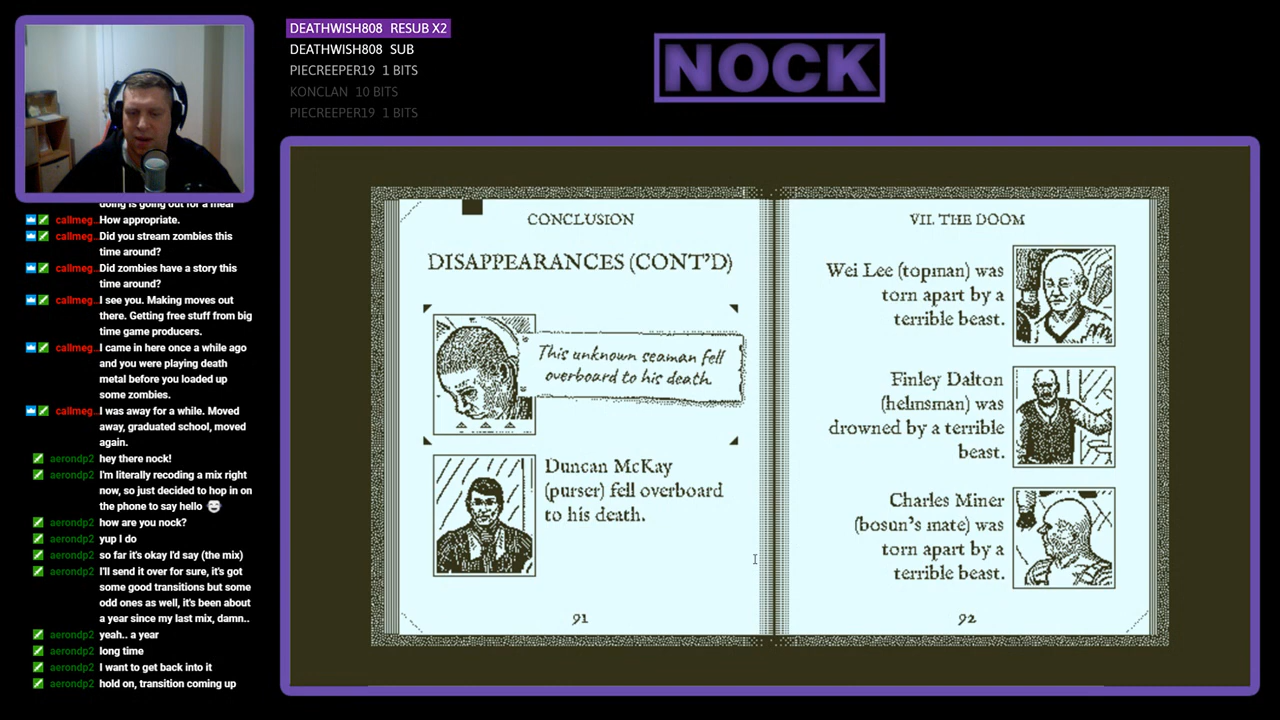 DEATHWISH808 RESUB X2
DEATHWISH808 SUB
PIECREEPER19 1 BITS
KONCLAN 10 BITS
PIECREEPER19 1 BITS
NOCK
doing is going out for a meal
callmeg.. How appropriate.
callmeg.. Did you stream zombies this
time around?
callmeg.. Did zombies have a story this
time around?
callmeg.. I see you. Making moves out
there. Getting free stuff from big
time game producers.
callmeg.. I came in here once a while ago
and you were playing death
metal before you loaded up
some zombies.
callmeg.. I was away for a while. Moved
away, graduated school, moved
again.
aerondp2 hey there nock!
aerondp2 I'm literally recoding a mix right
now, so just decided to hop in on
the phone to say hello
aerondp2 how are you nock?
aerondp2 yup I do
aerondp2 so far it's okay I'd say (the mix)
aerondp2 I'll send it over for sure, it's got
some good transitions but some
odd ones as well, it's been about
a year since my last mix, damn..
aerondp2 yeah.. a year
aerondp2 long time
aerondp2 I want to get back into it
aerondp2 hold on, transition coming up
CONCLUSION
DISAPPEARANCES (CONT'D)
This unknown seaman fell
overboard to his death.
Duncan McKay
(purser) fell overboard
to his death.
91
VII. THE DOOM
Wei Lee (topman) was
torn apart by a
terrible beast.
Finley Dalton
(helmsman) was
drowned by a terrible
beast.
Charles Miner
(bosun's mate) was
torn apart by a
terrible beast.
92